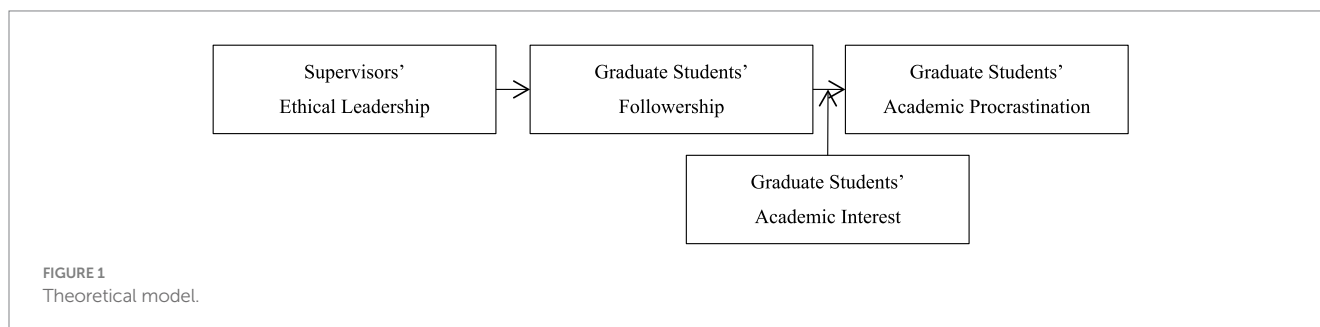 Supervisors’
Ethical Leadership
Graduate Students’
Followership
Graduate Students’
Academic Procrastination
Graduate Students’
Academic Interest
FIGURE 1
Theoretical model.